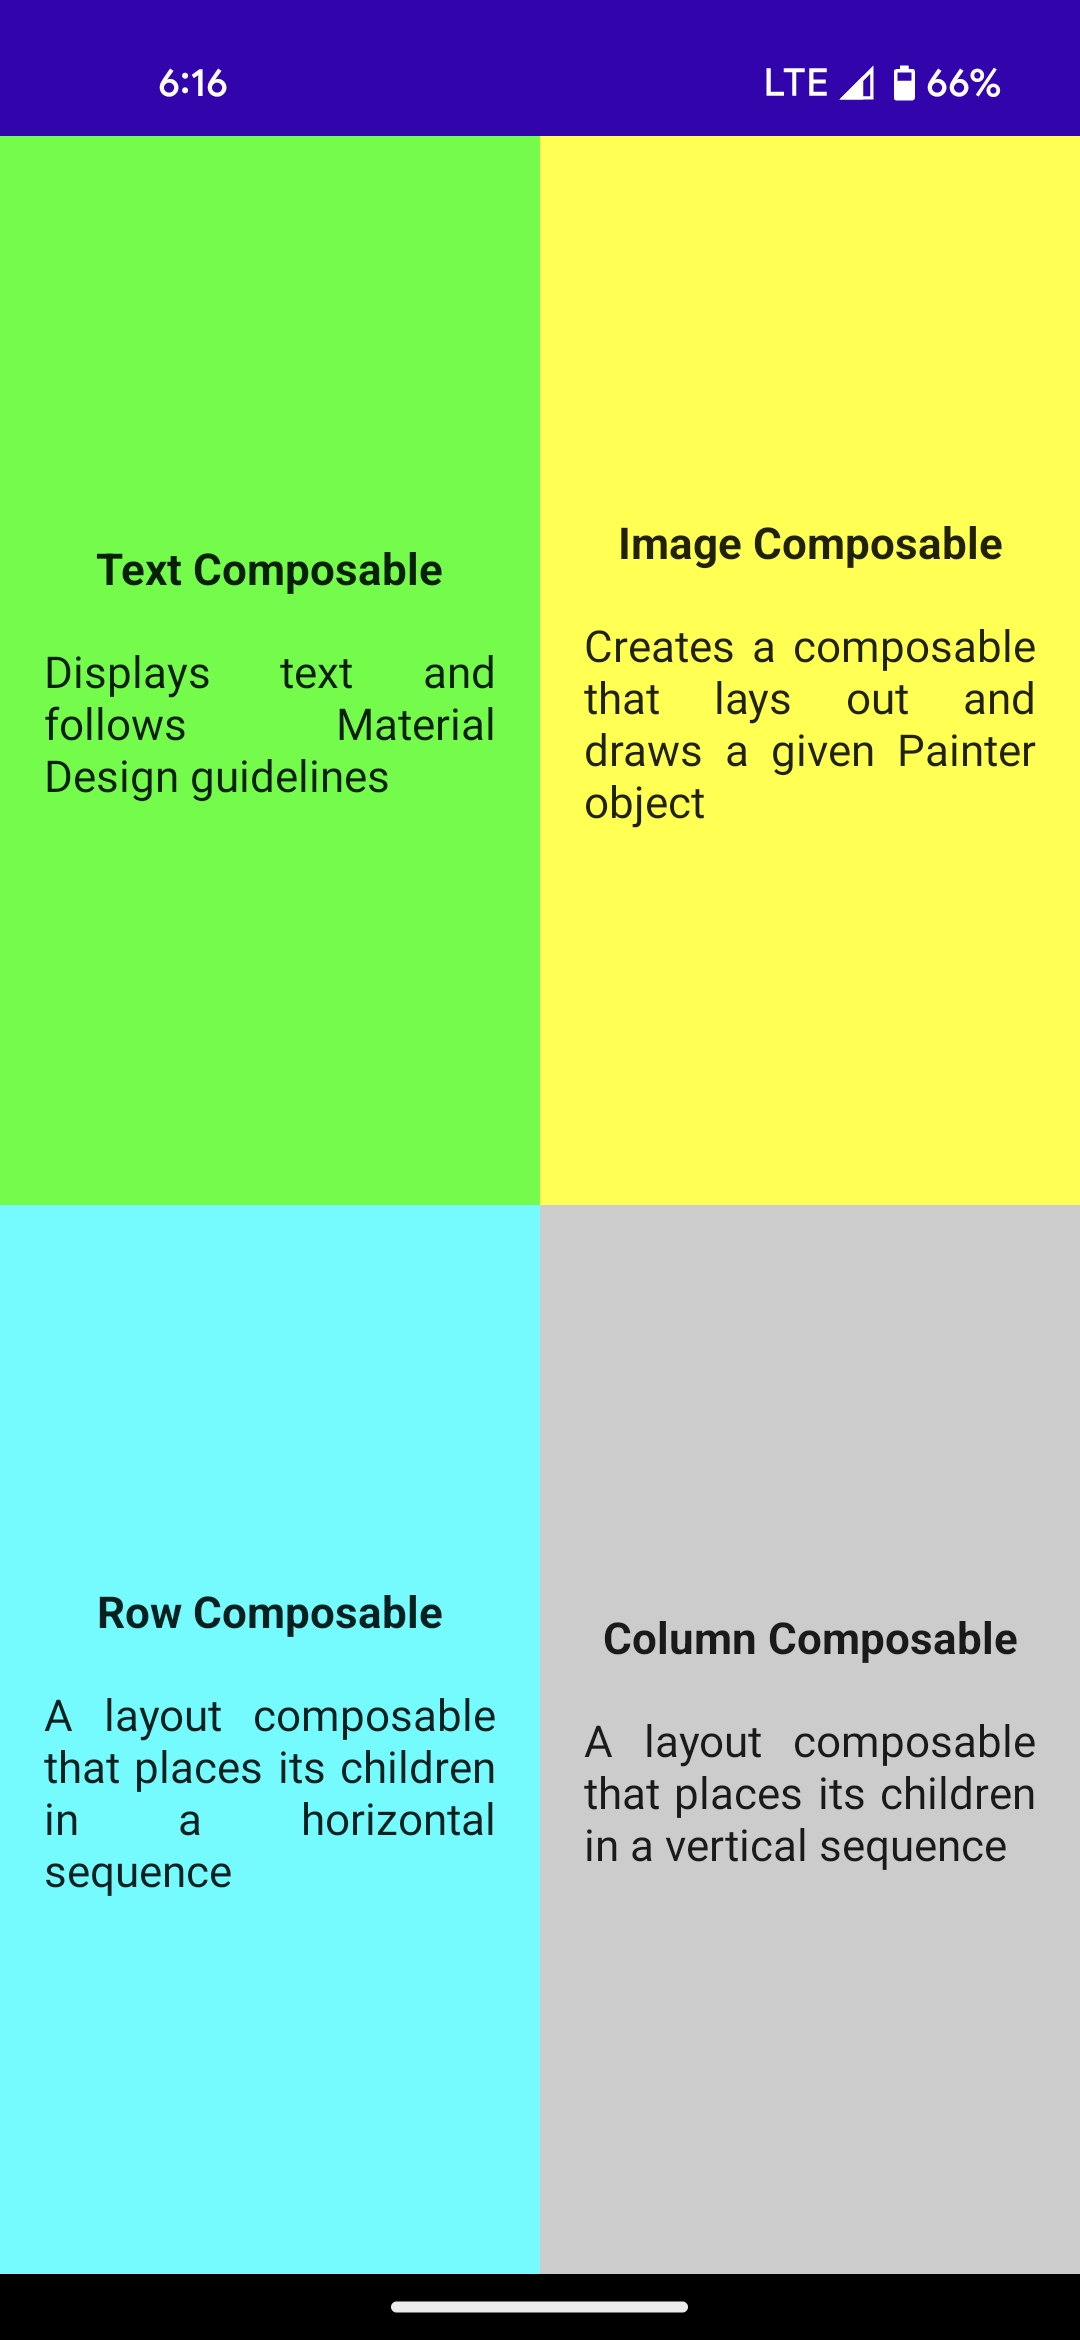 6:16 LTE 66%
Text Composable
Displays text and
follows Material
Design guidelines
Image Composable
Creates a composable
that lays out and
draws a given Painter
object
Row Composable
A layout composable
that places its children
in a horizontal
sequence
Column Composable
A layout composable
that places its children
in a vertical sequence